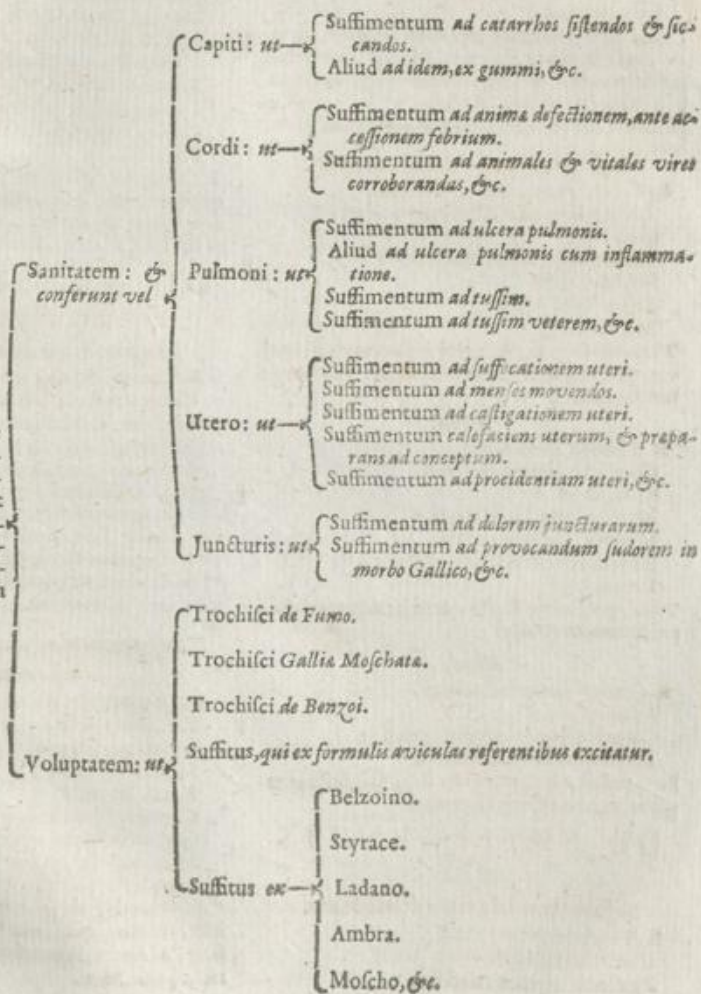 Capiti: ut
Suffimentum ad catarrhos sistendos & sic-
candos.
Aliud ad idem, ex gummi, &c.
Cordi: ut
Suffimentum ad animæ defectionem, ante ac-
cessionem febrium.
Suffimentum ad animales & vitales vires
corroborandas, &c.
Sanitatem: &
conferunt vel
Pulmoni: ut
Suffimentum ad ulcera pulmonis.
Aliud ad ulcera pulmonis cum inflamma-
tione.
Suffimentum ad tussim.
Suffimentum ad tussim veterem, &c.
Utero: ut
Suffimentum ad suffocationem uteri.
Suffimentum ad menses movendos.
Suffimentum ad castigationem uteri.
Suffimentum calefaciens uterum, & præpa-
rans ad conceptum.
Suffimentum ad procidentiam uteri, &c.
Juncturis: ut
Suffimentum ad dolorem juncturarum.
Suffimentum ad provocandum sudorem in
morbo Gallico, &c.
Voluptatem: ut
Trochisci de Fumo.
Trochisci Galliæ Moschatæ.
Trochisci de Benzoi.
Suffitus, qui ex formulis aviculas referentibus excitatur.
Suffitus ex
Belzoino.
Styrace.
Ladano.
Ambra.
Moscho, &c.